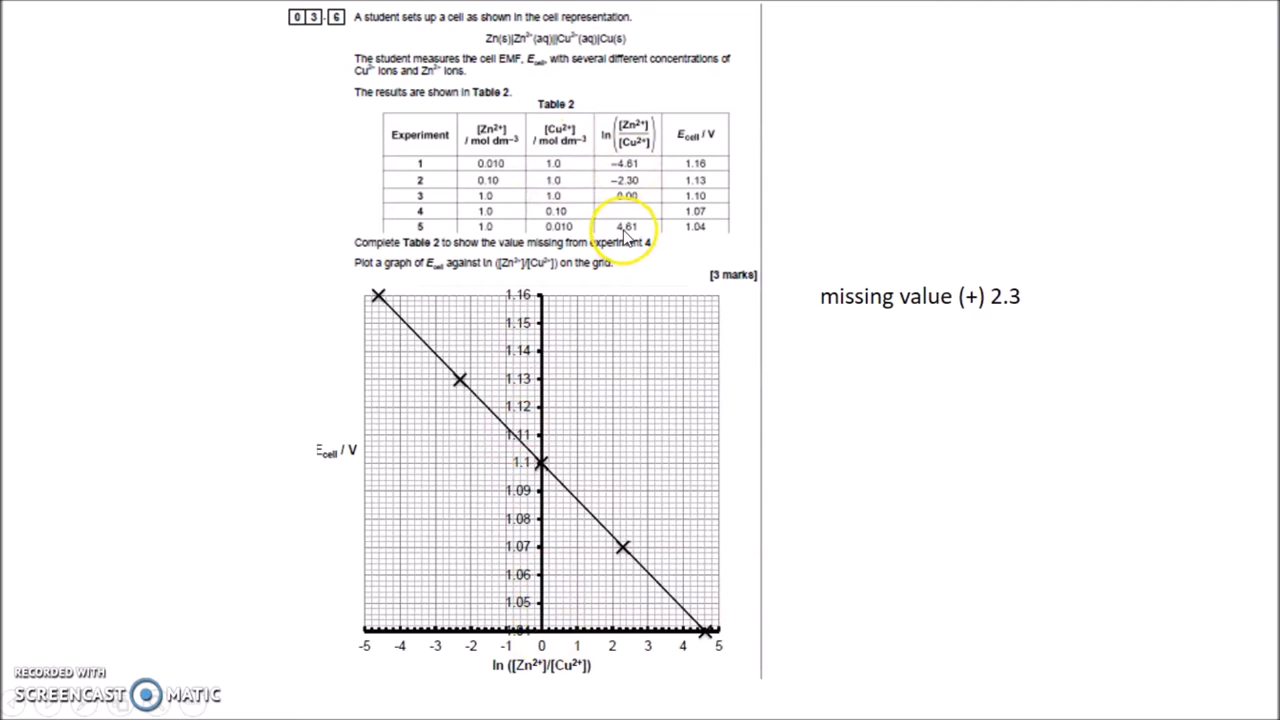 03.6 A student sets up a cell as shown in the cell representation.
Zn(s)|Zn²⁺(aq)||Cu²⁺(aq)|Cu(s)
The student measures the cell EMF, Ecell, with several different concentrations of
Cu²⁺ ions and Zn²⁺ ions.
The results are shown in Table 2.
Table 2
Experiment [Zn²⁺] / mol dm⁻³ [Cu²⁺] / mol dm⁻³ ln ([Zn²⁺]/[Cu²⁺]) Ecell / V
1 0.010 1.0 −4.61 1.16
2 0.10 1.0 −2.30 1.13
3 1.0 1.0 0.00 1.10
4 1.0 0.10 1.07
5 1.0 0.010 4.61 1.04
Complete Table 2 to show the value missing from experiment 4
Plot a graph of Ecell against ln ([Zn²⁺]/[Cu²⁺]) on the grid.
[3 marks]
missing value (+) 2.3
1.16
1.15
1.14
1.13
1.12
1.11
Ecell / V
1.1
1.09
1.08
1.07
1.06
1.05
1.04
-5 -4 -3 -2 -1 0 1 2 3 4 5
ln ([Zn²⁺]/[Cu²⁺])
RECORDED WITH
SCREENCAST MATIC